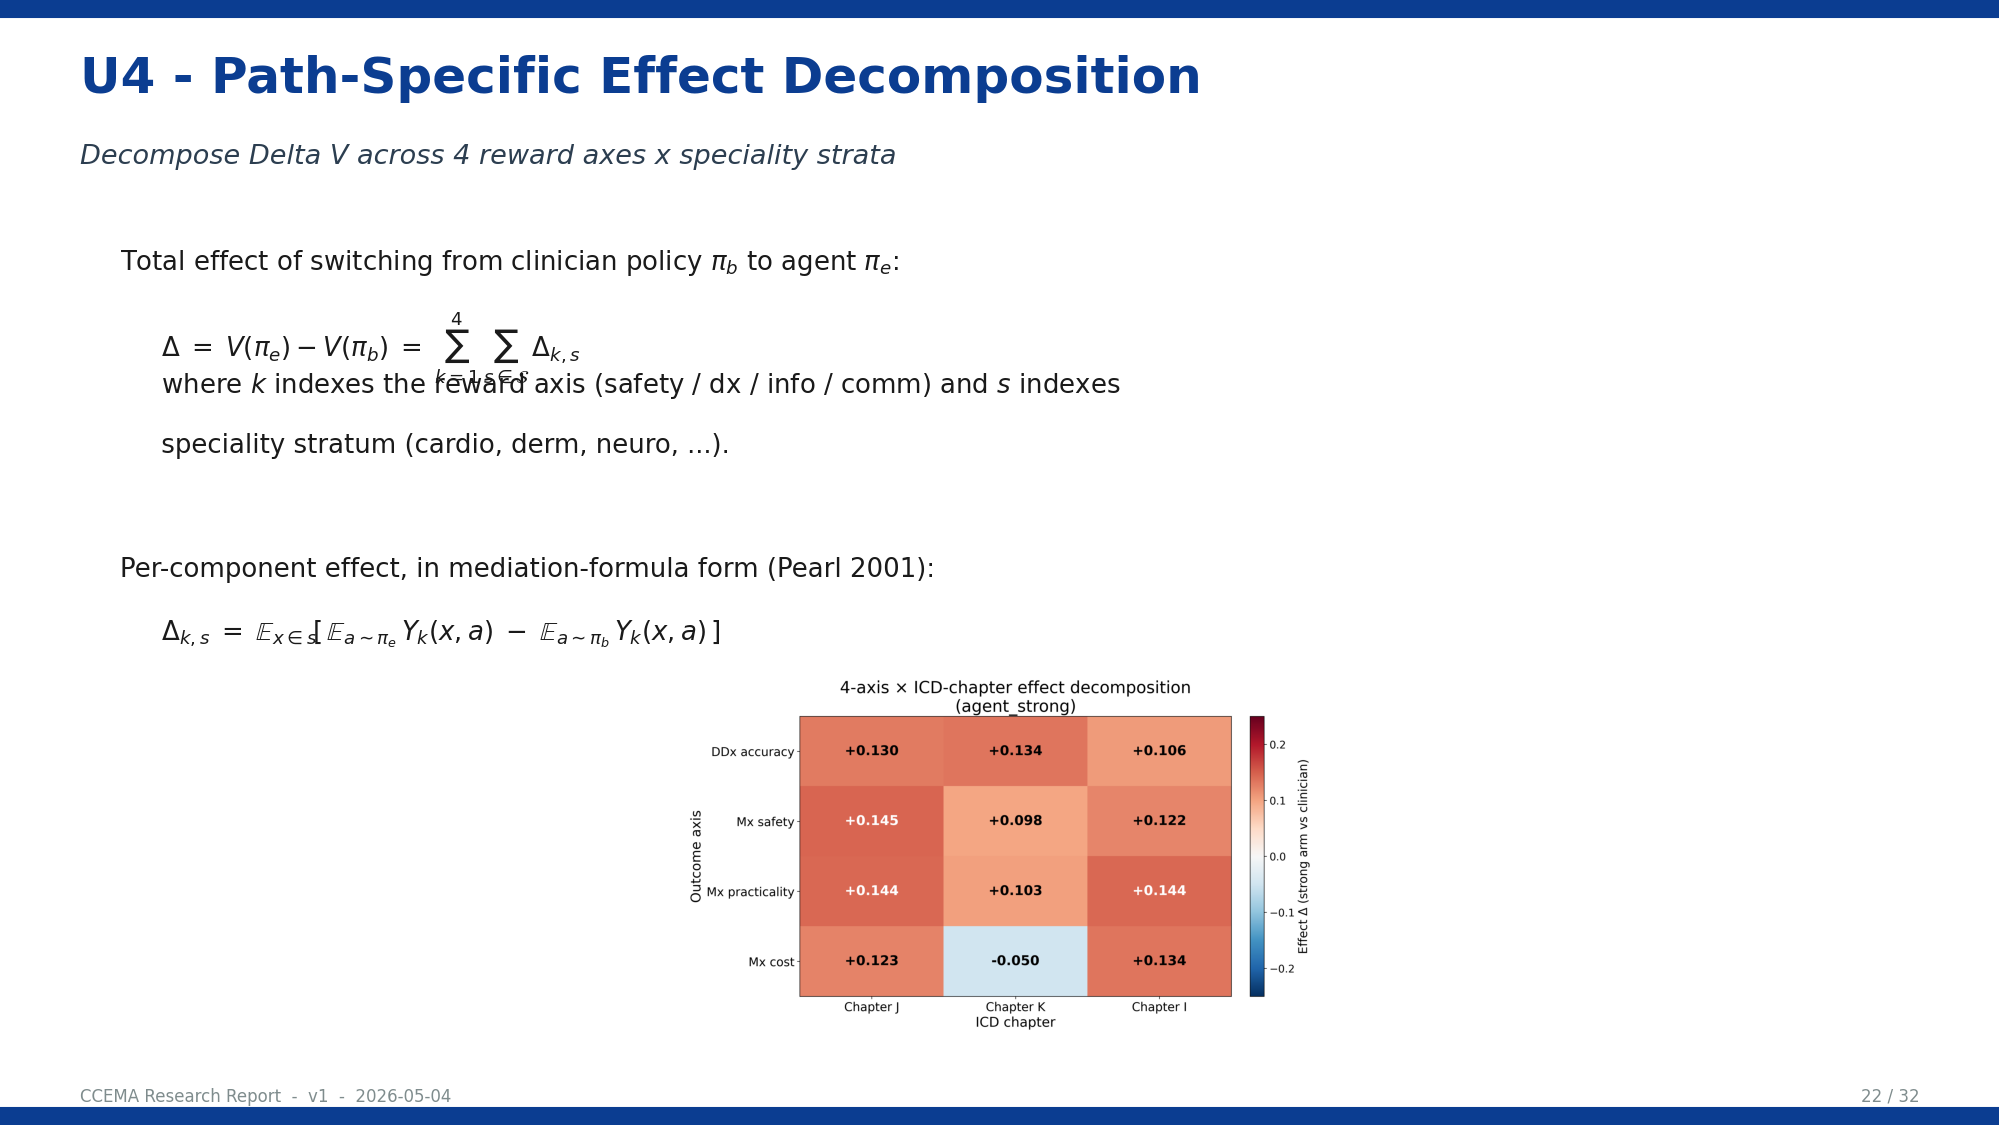 U4 - Path-Specific Effect Decomposition
Decompose Delta V across 4 reward axes x speciality strata
Total effect of switching from clinician policy π_b to agent π_e:
Δ = V(π_e) − V(π_b) = ∑_{k=1}^{4} ∑_{s∈𝒮} Δ_{k,s}
where k indexes the reward axis (safety / dx / info / comm) and s indexes
speciality stratum (cardio, derm, neuro, ...).
Per-component effect, in mediation-formula form (Pearl 2001):
Δ_{k,s} = 𝔼_{x∈s}[ 𝔼_{a∼π_e} Y_k(x, a) − 𝔼_{a∼π_b} Y_k(x, a) ]
4-axis × ICD-chapter effect decomposition
(agent_strong)
Outcome axis
DDx accuracy +0.130 +0.134 +0.106
Mx safety +0.145 +0.098 +0.122
Mx practicality +0.144 +0.103 +0.144
Mx cost +0.123 -0.050 +0.134
Chapter J Chapter K Chapter I
ICD chapter
0.2
0.1
0.0
−0.1
−0.2
Effect Δ (strong arm vs clinician)
CCEMA Research Report - v1 - 2026-05-04
22 / 32